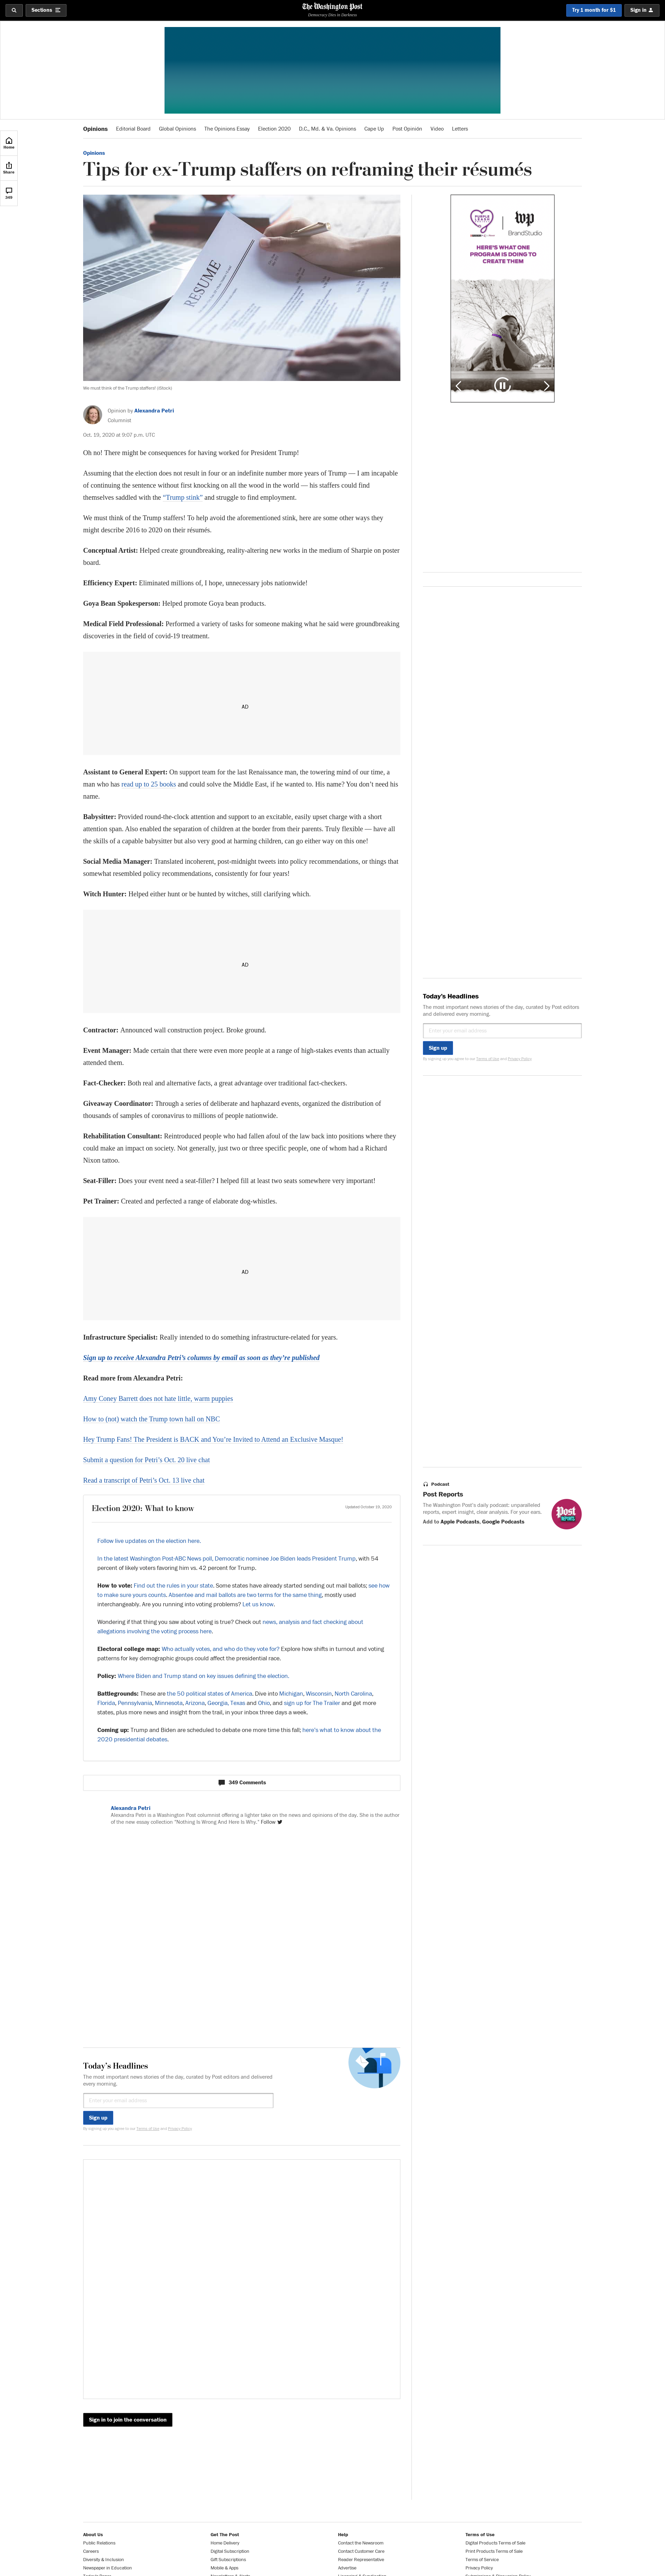 Sections
The Washington Post
Democracy Dies in Darkness
Try 1 month for $1
Sign in
Home
Share
349
Opinions
Editorial Board
Global Opinions
The Opinions Essay
Election 2020
D.C., Md. & Va. Opinions
Cape Up
Post Opinión
Video
Letters
Opinions
Tips for ex-Trump staffers on reframing their résumés
RESUME
We must think of the Trump staffers! (iStock)
Opinion by Alexandra Petri
Columnist
Oct. 19, 2020 at 9:07 p.m. UTC
Oh no! There might be consequences for having worked for President Trump!
Assuming that the election does not result in four or an indefinite number more years of Trump — I am incapable
of continuing the sentence without first knocking on all the wood in the world — his staffers could find
themselves saddled with the “Trump stink” and struggle to find employment.
We must think of the Trump staffers! To help avoid the aforementioned stink, here are some other ways they
might describe 2016 to 2020 on their résumés.
Conceptual Artist: Helped create groundbreaking, reality-altering new works in the medium of Sharpie on poster
board.
Efficiency Expert: Eliminated millions of, I hope, unnecessary jobs nationwide!
Goya Bean Spokesperson: Helped promote Goya bean products.
Medical Field Professional: Performed a variety of tasks for someone making what he said were groundbreaking
discoveries in the field of covid-19 treatment.
AD
Assistant to General Expert: On support team for the last Renaissance man, the towering mind of our time, a
man who has read up to 25 books and could solve the Middle East, if he wanted to. His name? You don’t need his
name.
Babysitter: Provided round-the-clock attention and support to an excitable, easily upset charge with a short
attention span. Also enabled the separation of children at the border from their parents. Truly flexible — have all
the skills of a capable babysitter but also very good at harming children, can go either way on this one!
Social Media Manager: Translated incoherent, post-midnight tweets into policy recommendations, or things that
somewhat resembled policy recommendations, consistently for four years!
Witch Hunter: Helped either hunt or be hunted by witches, still clarifying which.
AD
Contractor: Announced wall construction project. Broke ground.
Event Manager: Made certain that there were even more people at a range of high-stakes events than actually
attended them.
Fact-Checker: Both real and alternative facts, a great advantage over traditional fact-checkers.
Giveaway Coordinator: Through a series of deliberate and haphazard events, organized the distribution of
thousands of samples of coronavirus to millions of people nationwide.
Rehabilitation Consultant: Reintroduced people who had fallen afoul of the law back into positions where they
could make an impact on society. Not generally, just two or three specific people, one of whom had a Richard
Nixon tattoo.
Seat-Filler: Does your event need a seat-filler? I helped fill at least two seats somewhere very important!
Pet Trainer: Created and perfected a range of elaborate dog-whistles.
AD
Infrastructure Specialist: Really intended to do something infrastructure-related for years.
Sign up to receive Alexandra Petri’s columns by email as soon as they’re published
Read more from Alexandra Petri:
Amy Coney Barrett does not hate little, warm puppies
How to (not) watch the Trump town hall on NBC
Hey Trump Fans! The President is BACK and You’re Invited to Attend an Exclusive Masque!
Submit a question for Petri’s Oct. 20 live chat
Read a transcript of Petri’s Oct. 13 live chat
Election 2020: What to know
Updated October 19, 2020
Follow live updates on the election here.
In the latest Washington Post-ABC News poll, Democratic nominee Joe Biden leads President Trump, with 54
percent of likely voters favoring him vs. 42 percent for Trump.
How to vote: Find out the rules in your state. Some states have already started sending out mail ballots; see how
to make sure yours counts. Absentee and mail ballots are two terms for the same thing, mostly used
interchangeably. Are you running into voting problems? Let us know.
Wondering if that thing you saw about voting is true? Check out news, analysis and fact checking about
allegations involving the voting process here.
Electoral college map: Who actually votes, and who do they vote for? Explore how shifts in turnout and voting
patterns for key demographic groups could affect the presidential race.
Policy: Where Biden and Trump stand on key issues defining the election.
Battlegrounds: These are the 50 political states of America. Dive into Michigan, Wisconsin, North Carolina,
Florida, Pennsylvania, Minnesota, Arizona, Georgia, Texas and Ohio, and sign up for The Trailer and get more
states, plus more news and insight from the trail, in your inbox three days a week.
Coming up: Trump and Biden are scheduled to debate one more time this fall; here’s what to know about the
2020 presidential debates.
349 Comments
Alexandra Petri
Alexandra Petri is a Washington Post columnist offering a lighter take on the news and opinions of the day. She is the author
of the new essay collection "Nothing Is Wrong And Here Is Why." Follow
Today’s Headlines
The most important news stories of the day, curated by Post editors and delivered
every morning.
Enter your email address
Sign up
By signing up you agree to our Terms of Use and Privacy Policy
Sign in to join the conversation
PURPLE
LEASH
wp
BrandStudio
HERE'S WHAT ONE
PROGRAM IS DOING TO
CREATE THEM
Today’s Headlines
The most important news stories of the day, curated by Post editors
and delivered every morning.
Enter your email address
Sign up
By signing up you agree to our Terms of Use and Privacy Policy
Podcast
Post Reports
The Washington Post’s daily podcast: unparalleled
reports, expert insight, clear analysis. For your ears.
Add to Apple Podcasts, Google Podcasts
Post
REPORTS
About Us
Public Relations
Careers
Diversity & Inclusion
Newspaper in Education
Get The Post
Home Delivery
Digital Subscription
Gift Subscriptions
Mobile & Apps
Help
Contact the Newsroom
Contact Customer Care
Reader Representative
Advertise
Terms of Use
Digital Products Terms of Sale
Print Products Terms of Sale
Terms of Service
Privacy Policy